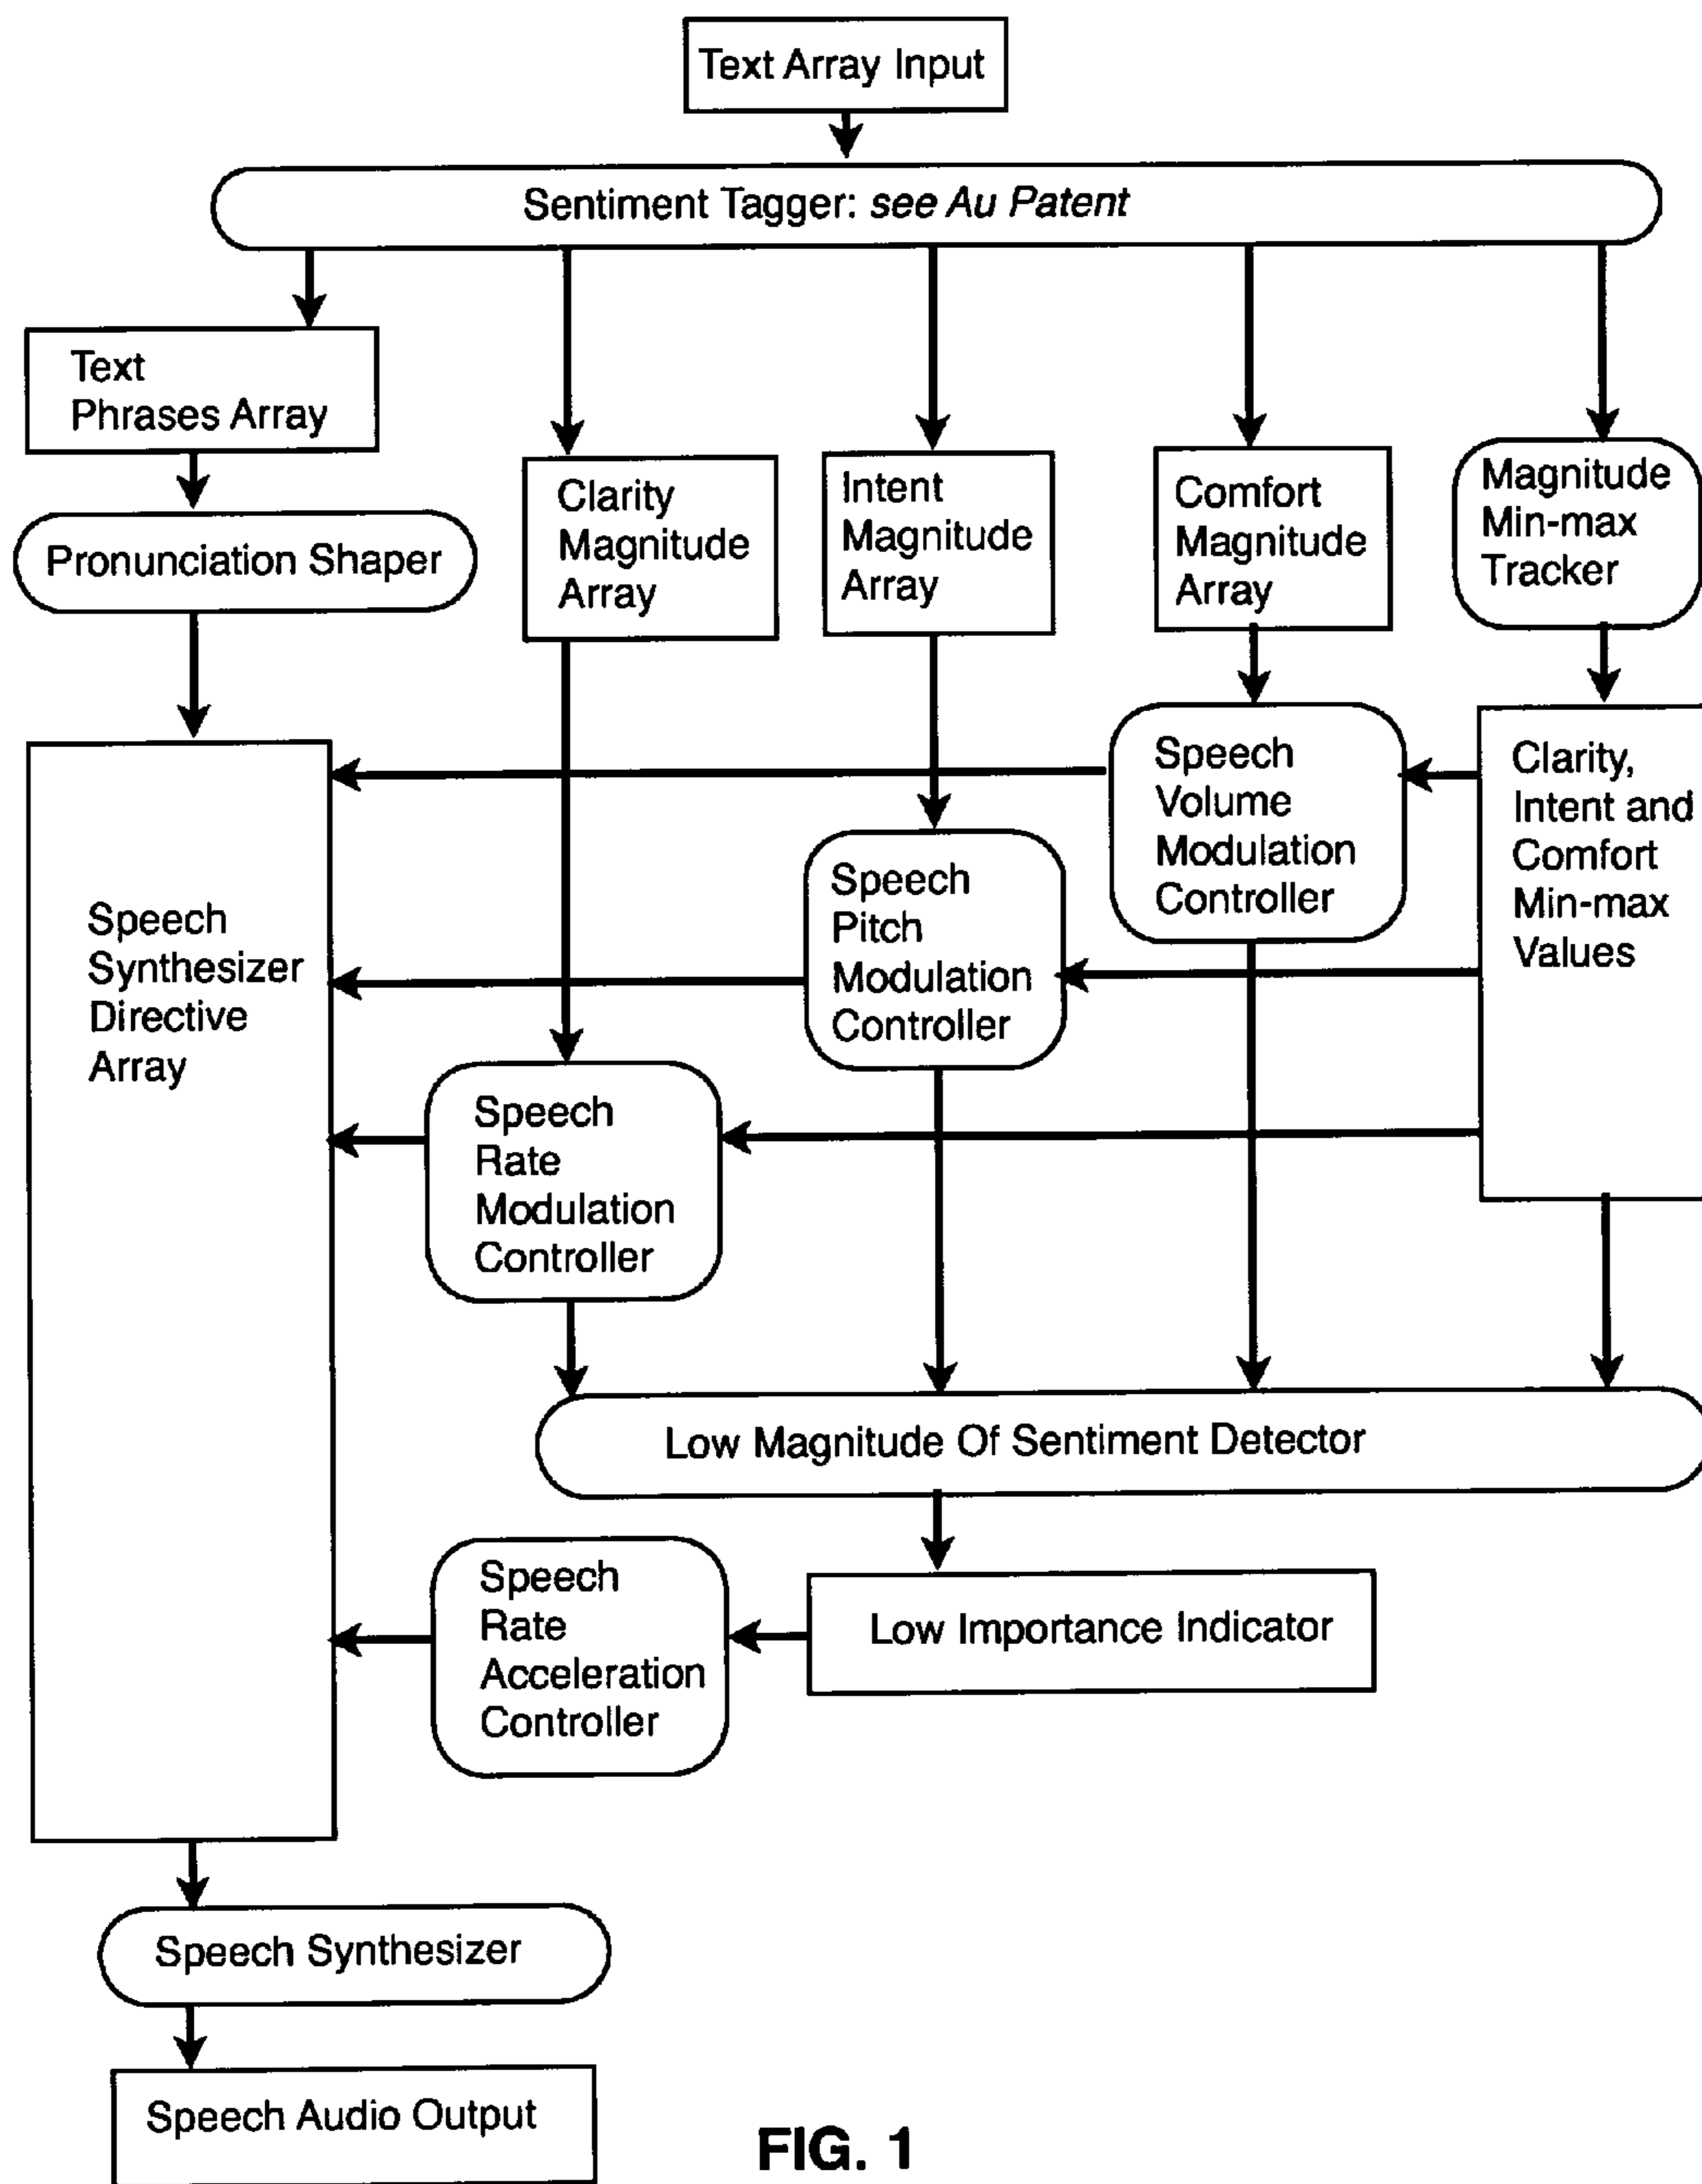 Text Array Input
Sentiment Tagger: see Au Patent
Text
Phrases Array
Clarity
Magnitude
Array
Intent
Magnitude
Array
Comfort
Magnitude
Array
Magnitude
Min-max
Tracker
Pronunciation Shaper
Speech
Volume
Modulation
Controller
Clarity,
Intent and
Comfort
Min-max
Values
Speech
Pitch
Modulation
Controller
Speech
Synthesizer
Directive
Array
Speech
Rate
Modulation
Controller
Low Magnitude Of Sentiment Detector
Speech
Rate
Acceleration
Controller
Low Importance Indicator
Speech Synthesizer
Speech Audio Output
FIG. 1